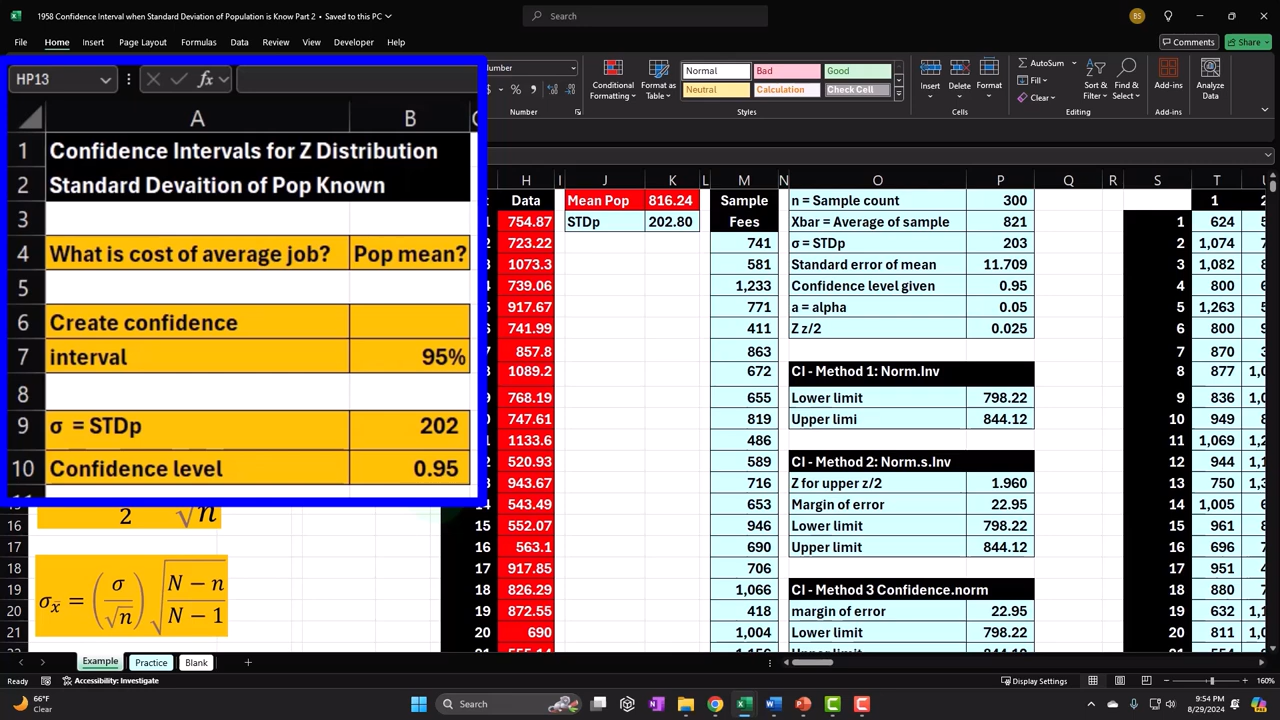 1958 Confidence Interval when Standard Deviation of Population is Know Part 2 • Saved to this PC
Search
BS
File Home Insert Page Layout Formulas Data Review View Developer Help
Comments Share
Number
Conditional Formatting
Format as Table
Normal Bad Good
Neutral Calculation Check Cell
Insert Delete Format
AutoSum
Fill
Clear
Sort & Filter
Find & Select
Add-ins
Analyze Data
Number Styles Cells Editing Add-ins
HP13 fx
A B
1 Confidence Intervals for Z Distribution
2 Standard Devaition of Pop Known
3
4 What is cost of average job? Pop mean?
5
6 Create confidence
7 interval 95%
8
9 σ = STDp 202
10 Confidence level 0.95
2 √n
σx̄ = (σ/√n) √(N − n / N − 1)
16
17
18
19
20
21
H I J K L M N O P Q R S T
Data Mean Pop 816.24 Sample n = Sample count 300 1 2
754.87 STDp 202.80 Fees Xbar = Average of sample 821 1 624
723.22 741 σ = STDp 203 2 1,074
1073.3 581 Standard error of mean 11.709 3 1,082
739.06 1,233 Confidence level given 0.95 4 800
917.67 771 a = alpha 0.05 5 1,263
741.99 411 Z z/2 0.025 6 800
857.8 863 7 870
1089.2 672 CI - Method 1: Norm.Inv 8 877
768.19 655 Lower limit 798.22 9 836
747.61 819 Upper limi 844.12 10 949
1133.6 486 11 1,069
520.93 589 CI - Method 2: Norm.s.Inv 12 944
943.67 716 Z for upper z/2 1.960 13 750
14 543.49 653 Margin of error 22.95 14 1,005
15 552.07 946 Lower limit 798.22 15 961
16 563.1 690 Upper limit 844.12 16 696
17 917.85 706 17 951
18 826.29 1,066 CI - Method 3 Confidence.norm 18 880
19 872.55 418 margin of error 22.95 19 632
20 690 1,004 Lower limit 798.22 20 811
Example Practice Blank
Ready Accessibility: Investigate Display Settings 160%
66°F
Clear
Search
9:54 PM
8/29/2024